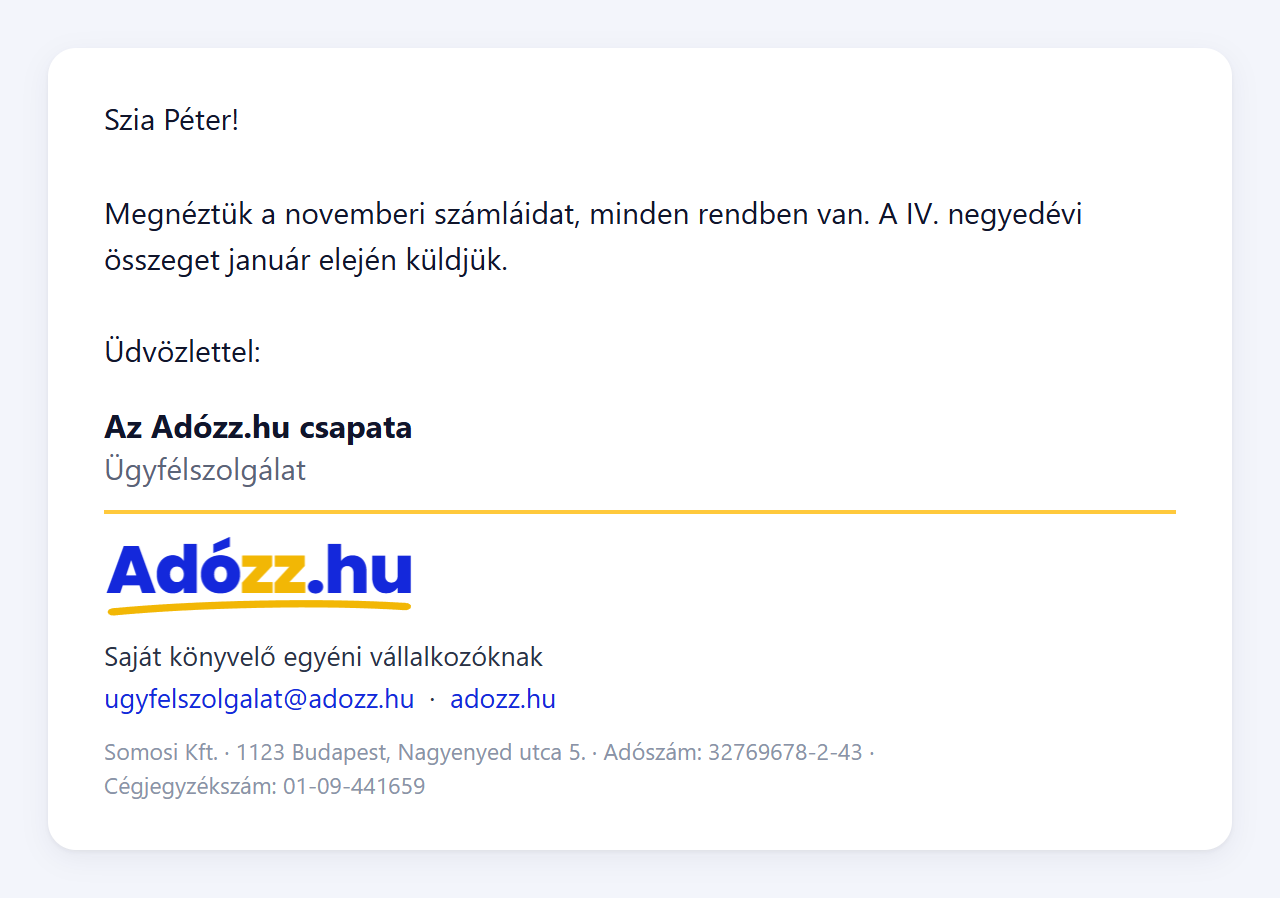 Szia Péter!
Megnéztük a novemberi számláidat, minden rendben van. A IV. negyedévi
összeget január elején küldjük.
Üdvözlettel:
Az Adózz.hu csapata
Ügyfélszolgálat
Adózz.hu
Saját könyvelő egyéni vállalkozóknak
ugyfelszolgalat@adozz.hu · adozz.hu
Somosi Kft. · 1123 Budapest, Nagyenyed utca 5. · Adószám: 32769678-2-43 ·
Cégjegyzékszám: 01-09-441659